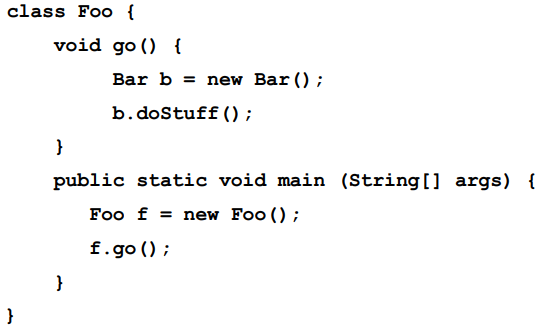 class Foo {
    void go() {
        Bar b = new Bar();
        b.doStuff();
    }
    public static void main (String[] args) {
       Foo f = new Foo();
       f.go();
    }
}